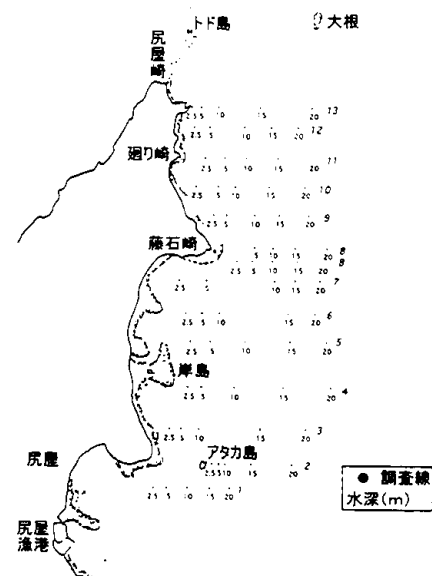 トド島
大根
尻屋崎
2.5 5 10 15 20 13
2.5 5 10 15 20 12
廻り崎
2.5 5 10 15 20 11
2.5 5 10 15 20 10
2.5 5 10 15 20 9
藤石崎
5 10 15 20 8
2.5 5 10 15 20 8
2.5 5 10 15 20 7
2.5 5 10 15 20 6
2.5 5 10 15 20 5
岸島
2.5 5 10 15 20 4
2.5 5 10 15 20 3
尻屋
アタカ島
2.5 5 10 15 20 2
2.5 5 10 15 20 1
● 調査線
水深(m)
尻屋漁港